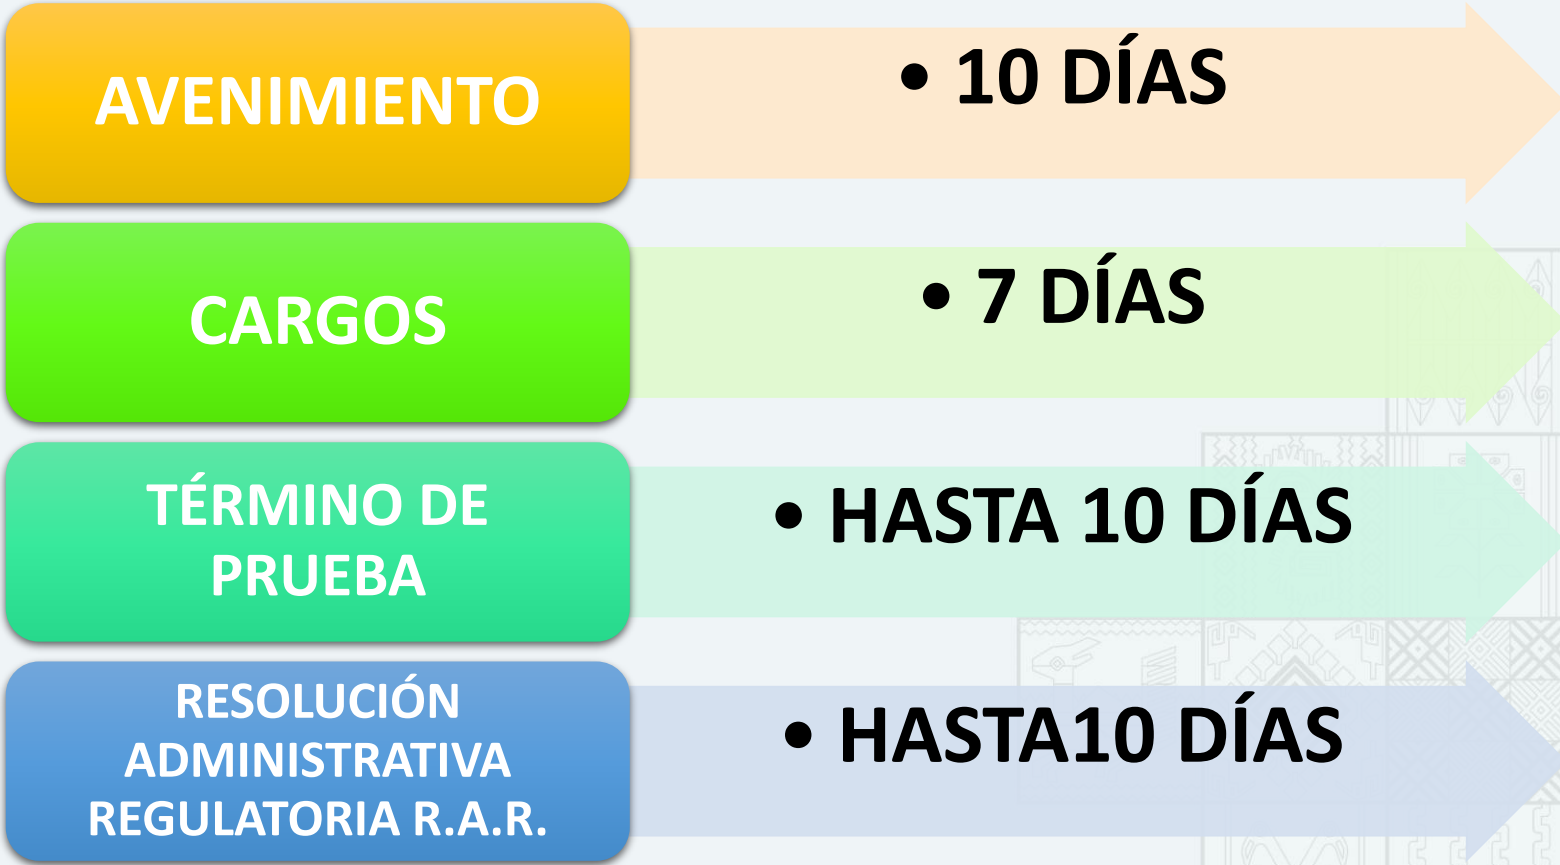 AVENIMIENTO
• 10 DÍAS
CARGOS
• 7 DÍAS
TÉRMINO DE
PRUEBA
• HASTA 10 DÍAS
RESOLUCIÓN
ADMINISTRATIVA
REGULATORIA R.A.R.
• HASTA10 DÍAS